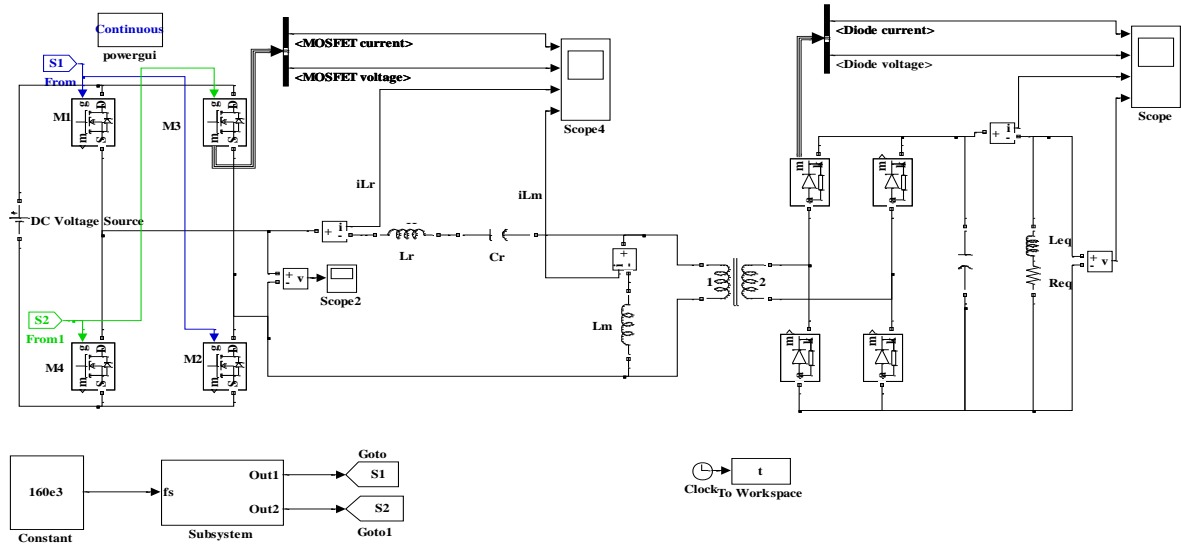 Continuous
powergui
S1
From
M1
g
D
m
S
M3
g
D
m
S
<MOSFET current>
<MOSFET voltage>
Scope4
<Diode current>
<Diode voltage>
Scope
iLr
iLm
DC Voltage Source
+ i -
Lr
Cr
+ v -
Scope2
+ i -
Lm
1
2
m
m
+ i -
Leq
Req
+ v -
S2
From1
M4
g
D
m
S
M2
g
D
m
S
m
m
160e3
Constant
fs
Out1
Out2
Subsystem
Goto
S1
S2
Goto1
Clock
t
To Workspace